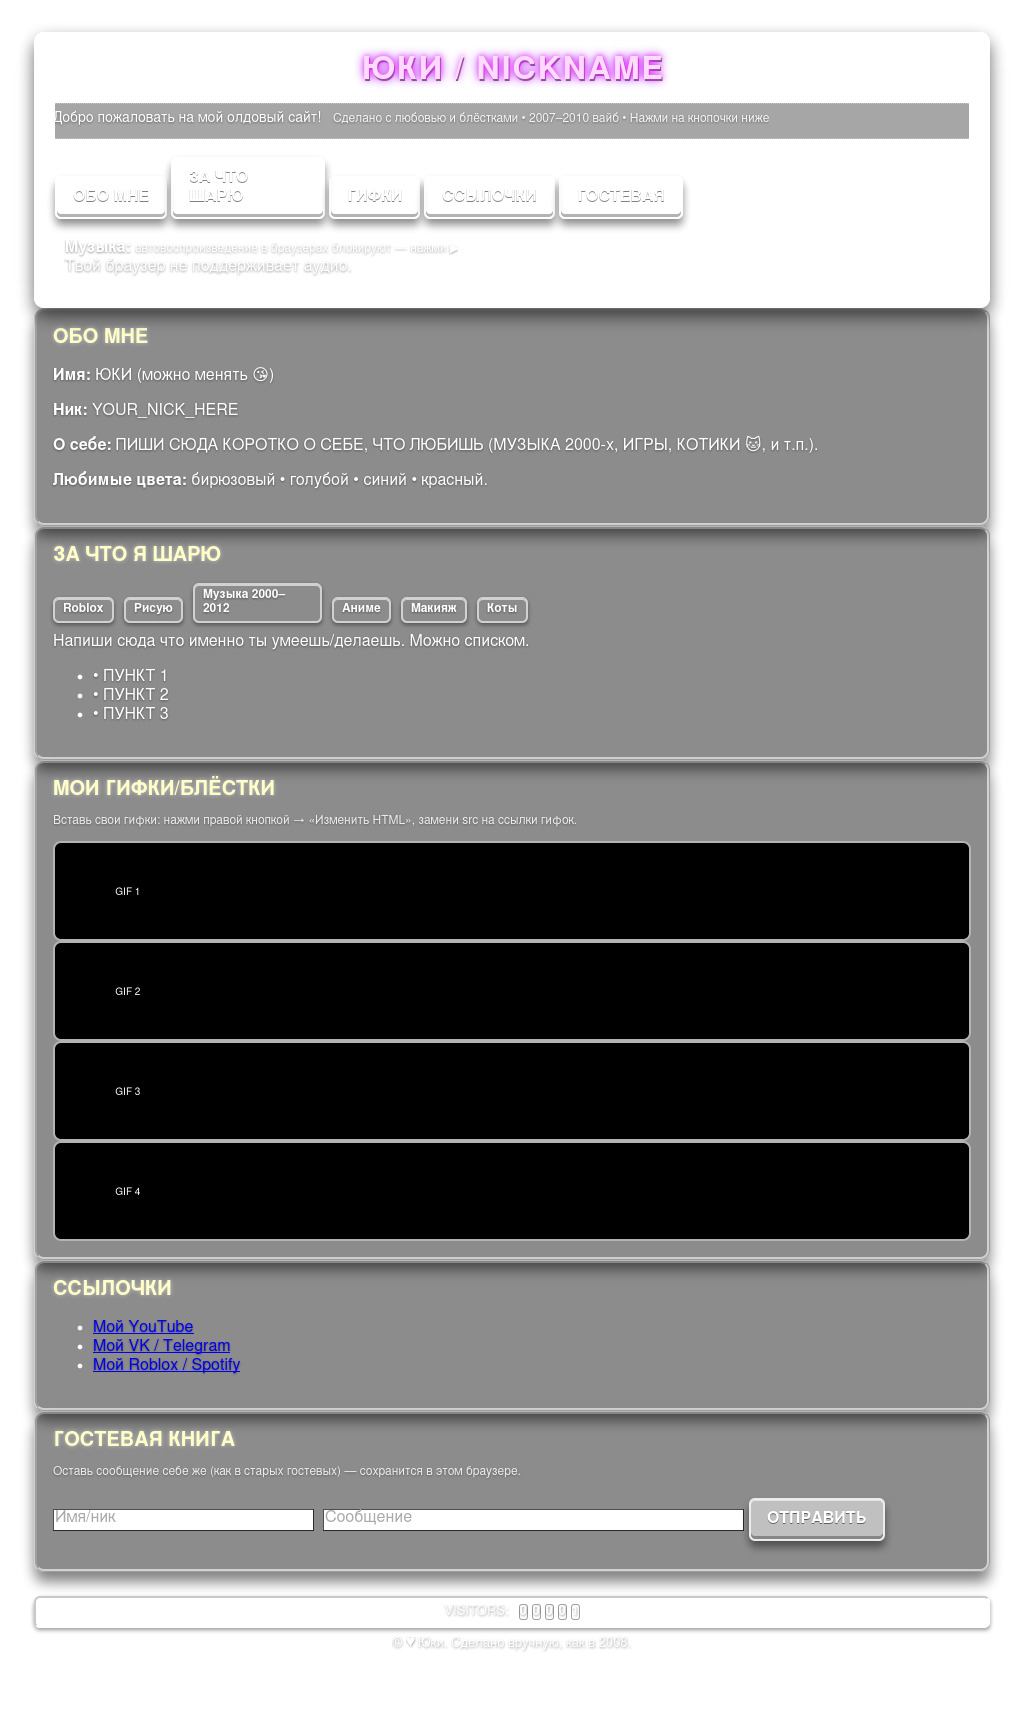 ЮКИ / NICKNAME
Добро пожаловать на мой олдовый сайт! Сделано с любовью и блёстками • 2007–2010 вайб • Нажми на кнопочки ниже
ОБО МНЕ
ЗА ЧТО
ШАРЮ
ГИФКИ
ССЫЛОЧКИ
ГОСТЕВАЯ
Музыка: автовоспроизведение в браузерах блокируют — нажми ▶
Твой браузер не поддерживает аудио.
ОБО МНЕ
Имя: ЮКИ (можно менять 😘)
Ник: YOUR_NICK_HERE
О себе: ПИШИ СЮДА КОРОТКО О СЕБЕ, ЧТО ЛЮБИШЬ (МУЗЫКА 2000-х, ИГРЫ, КОТИКИ 🐱, и т.п.).
Любимые цвета: бирюзовый • голубой • синий • красный.
ЗА ЧТО Я ШАРЮ
Roblox
Рисую
Музыка 2000–
2012
Аниме
Макияж
Коты
Напиши сюда что именно ты умеешь/делаешь. Можно списком.
• • ПУНКТ 1
• • ПУНКТ 2
• • ПУНКТ 3
МОИ ГИФКИ/БЛЁСТКИ
Вставь свои гифки: нажми правой кнопкой → «Изменить HTML», замени src на ссылки гифок.
GIF 1
GIF 2
GIF 3
GIF 4
ССЫЛОЧКИ
• Мой YouTube
• Мой VK / Telegram
• Мой Roblox / Spotify
ГОСТЕВАЯ КНИГА
Оставь сообщение себе же (как в старых гостевых) — сохранится в этом браузере.
Имя/ник
Сообщение
ОТПРАВИТЬ
VISITORS: 0 0 0 0 1
© ♥ Юки. Сделано вручную, как в 2008.